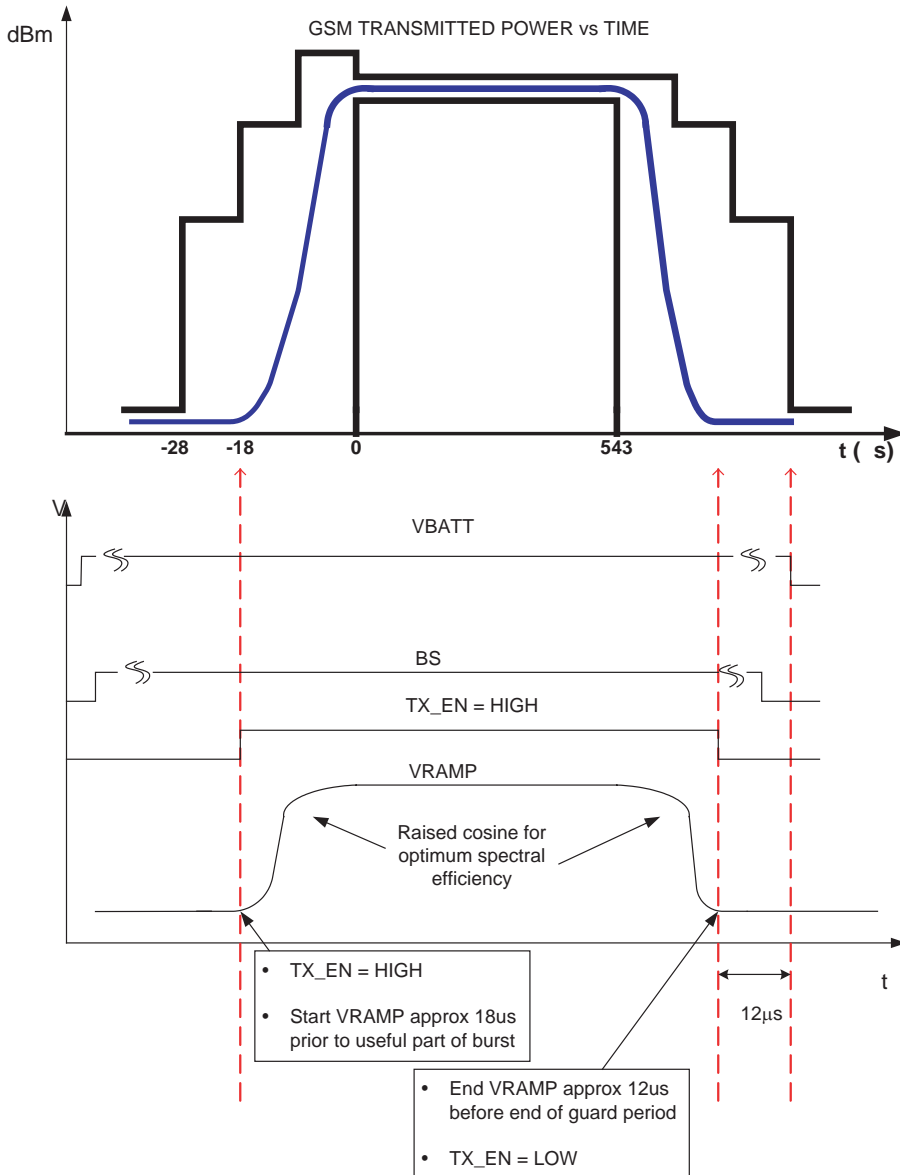 GSM TRANSMITTED POWER vs TIME
dBm
-28 -18 0 543 t ( s)
V
VBATT
BS
TX_EN = HIGH
VRAMP
Raised cosine for
optimum spectral
efficiency
t
12μs
• TX_EN = HIGH
• Start VRAMP approx 18us
prior to useful part of burst
• End VRAMP approx 12us
before end of guard period
• TX_EN = LOW